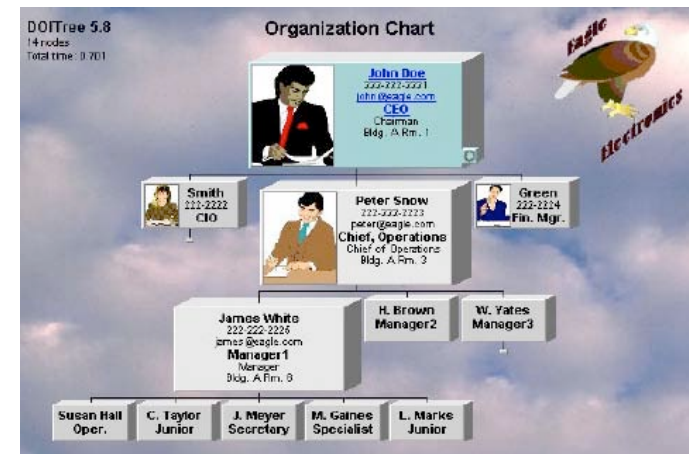 DOITree 5.8
14 nodes
Total time: 0.701
Organization Chart
Eagle
Electronics
John Doe
222-222-2221
john@eagle.com
CEO
Chairman
Bldg. A Rm. 1
Smith
222-2222
CIO
Peter Snow
222-222-2223
peter@eagle.com
Chief, Operations
Chief of Operations
Bldg. A Rm. 3
Green
222-2224
Fin. Mgr.
James White
222-222-2225
james@eagle.com
Manager1
Manager
Bldg. A Rm. 6
H. Brown
Manager2
W. Yates
Manager3
Susan Hall
Oper.
C. Taylor
Junior
J. Meyer
Secretary
M. Gaines
Specialist
L. Marks
Junior